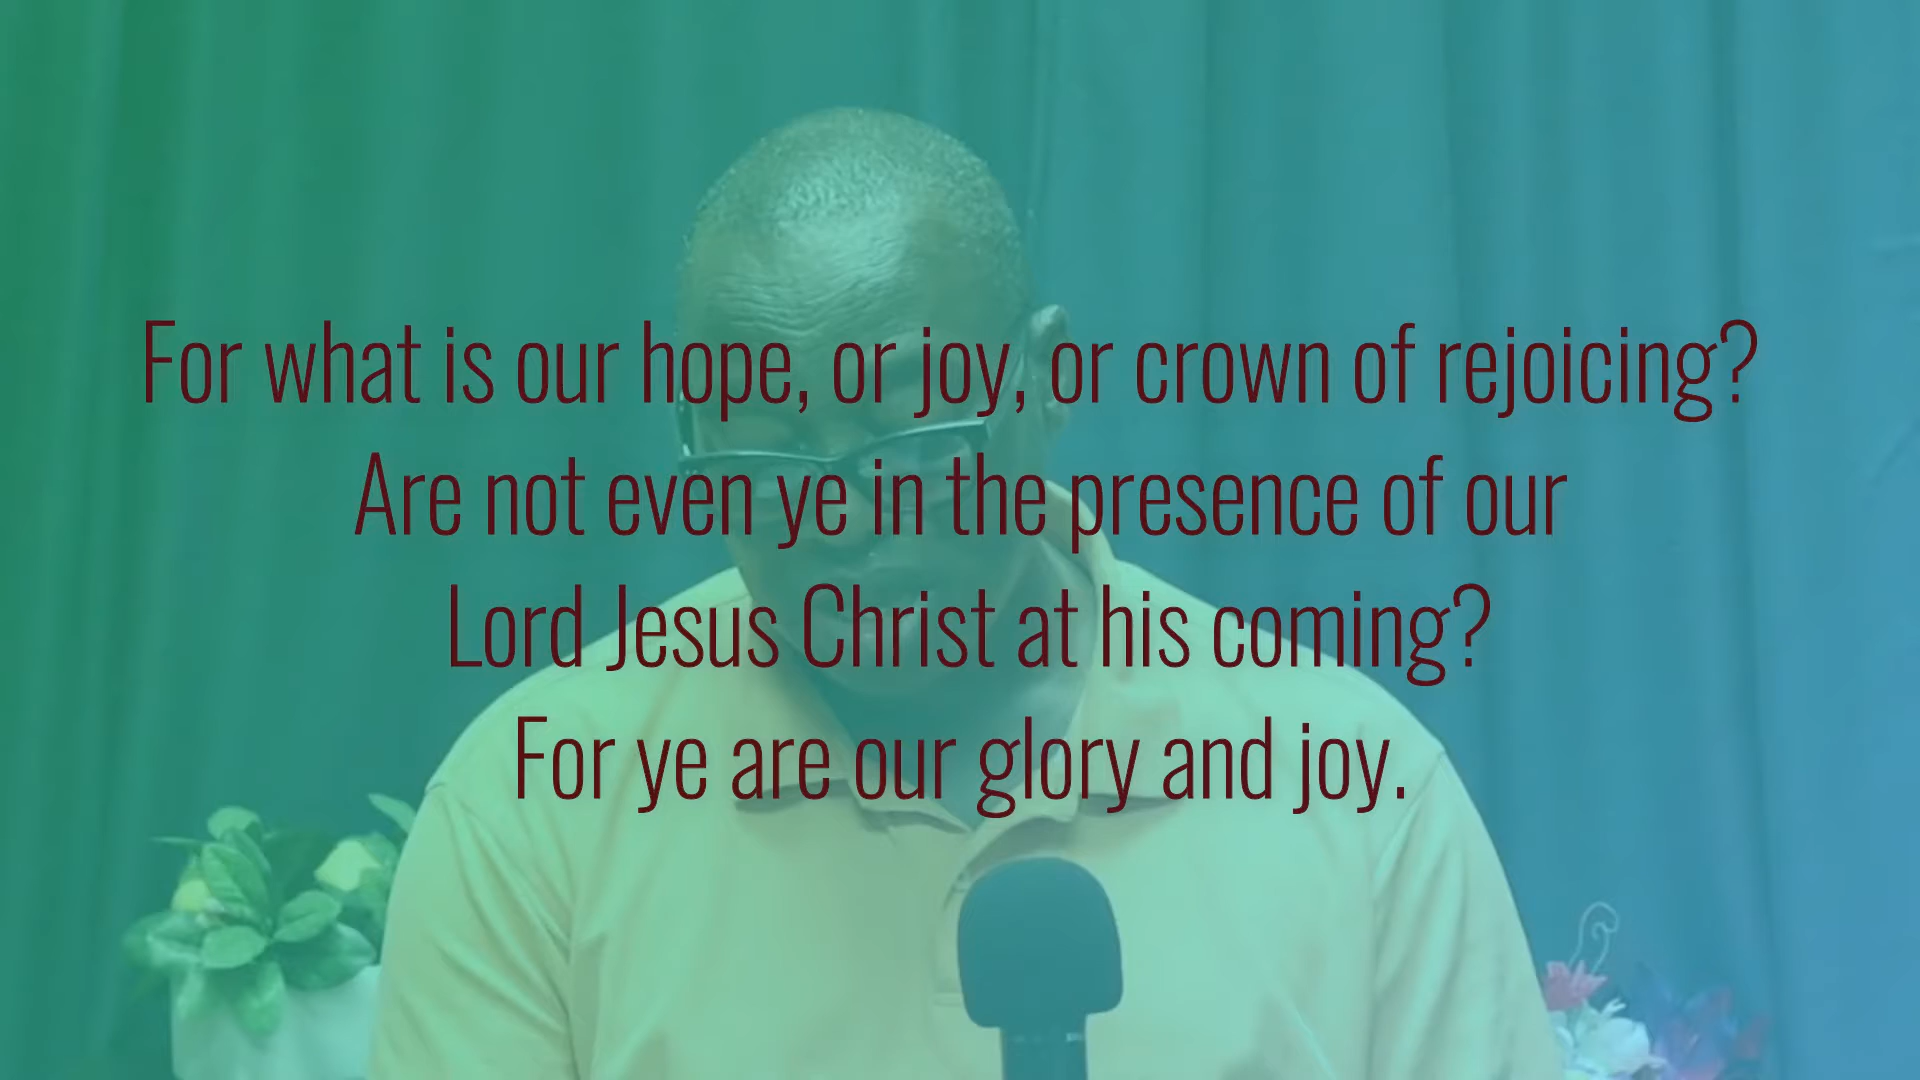 For what is our hope, or joy, or crown of rejoicing?
Are not even ye in the presence of our
Lord Jesus Christ at his coming?
For ye are our glory and joy.